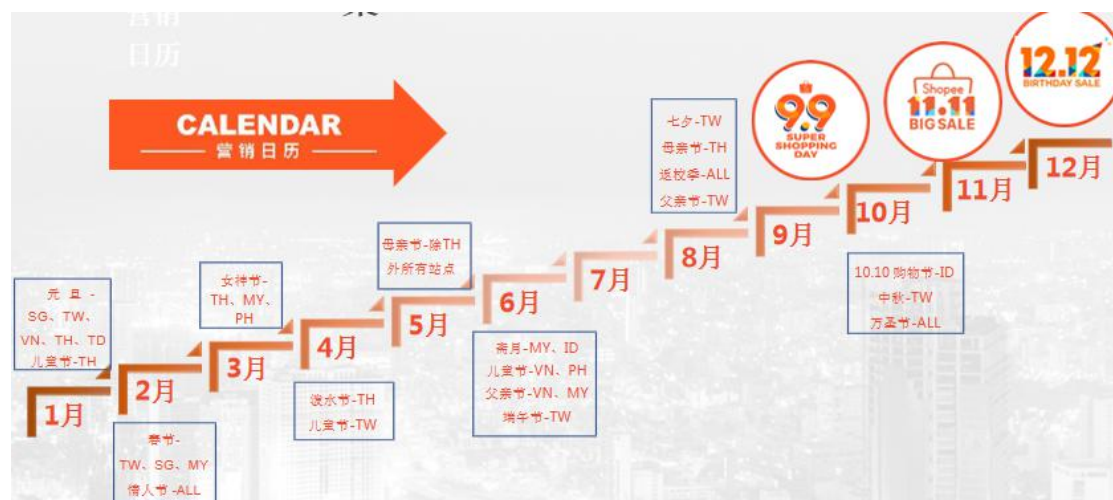 营销
日历
CALENDAR
营销日历
元旦-
SG、TW、
VN、TH、TD
儿童节-TH
1月
春节-
TW、SG、MY
情人节-ALL
2月
女神节-
TH、MY、
PH
3月
泼水节-TH
儿童节-TW
4月
母亲节-除TH
外所有站点
5月
斋月-MY、ID
儿童节-VN、PH
父亲节-VN、MY
端午节-TW
6月
7月
七夕-TW
母亲节-TH
返校季-ALL
父亲节-TW
8月
9.9
SUPER
SHOPPING
DAY
9月
10.10 购物节-ID
中秋-TW
万圣节-ALL
10月
Shopee
11.11
BIG SALE
11月
12.12
BIRTHDAY SALE
12月